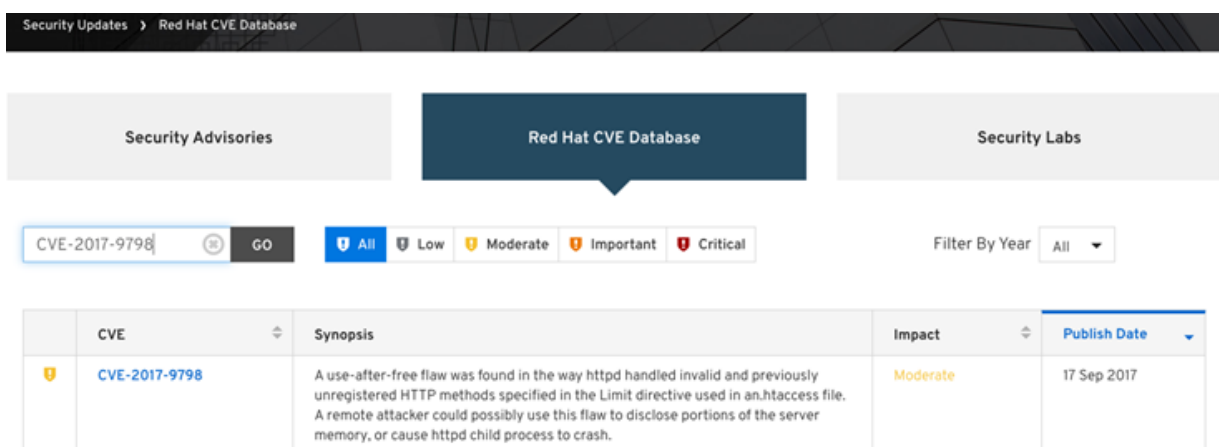 Security Updates ❯ Red Hat CVE Database
Security Advisories
Red Hat CVE Database
Security Labs
CVE-2017-9798
GO
All
Low
Moderate
Important
Critical
Filter By Year
All
CVE
Synopsis
Impact
Publish Date
CVE-2017-9798
A use-after-free flaw was found in the way httpd handled invalid and previously
unregistered HTTP methods specified in the Limit directive used in an.htaccess file.
A remote attacker could possibly use this flaw to disclose portions of the server
memory, or cause httpd child process to crash.
Moderate
17 Sep 2017